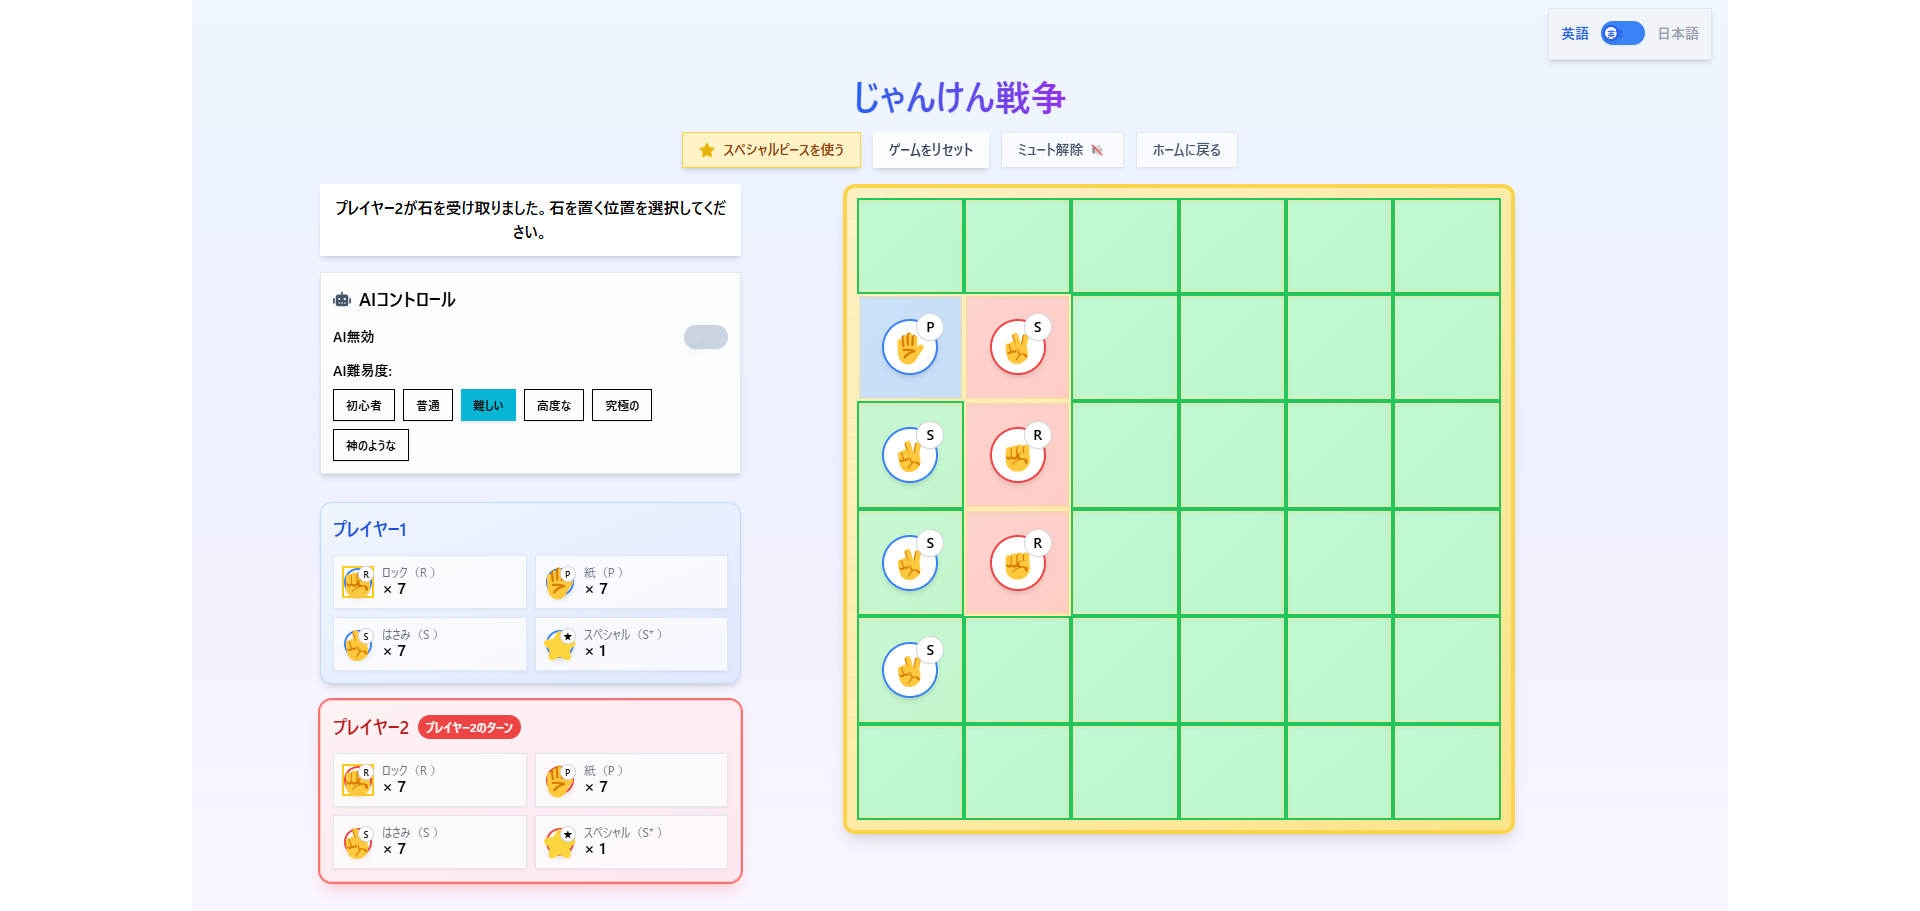 英語 英 日本語
じゃんけん戦争
スペシャルピースを使う ゲームをリセット ミュート解除 ホームに戻る
プレイヤー2が石を受け取りました。石を置く位置を選択してくだ
さい。
AIコントロール
AI無効
AI難易度:
初心者 普通 難しい 高度な 究極の
神のような
プレイヤー1
R ロック（R ）
× 7
P 紙（P ）
× 7
S はさみ（S ）
× 7
★ スペシャル（S* ）
× 1
プレイヤー2 プレイヤー2のターン
R ロック（R ）
× 7
P 紙（P ）
× 7
S はさみ（S ）
× 7
★ スペシャル（S* ）
× 1
P S
S R
S R
S